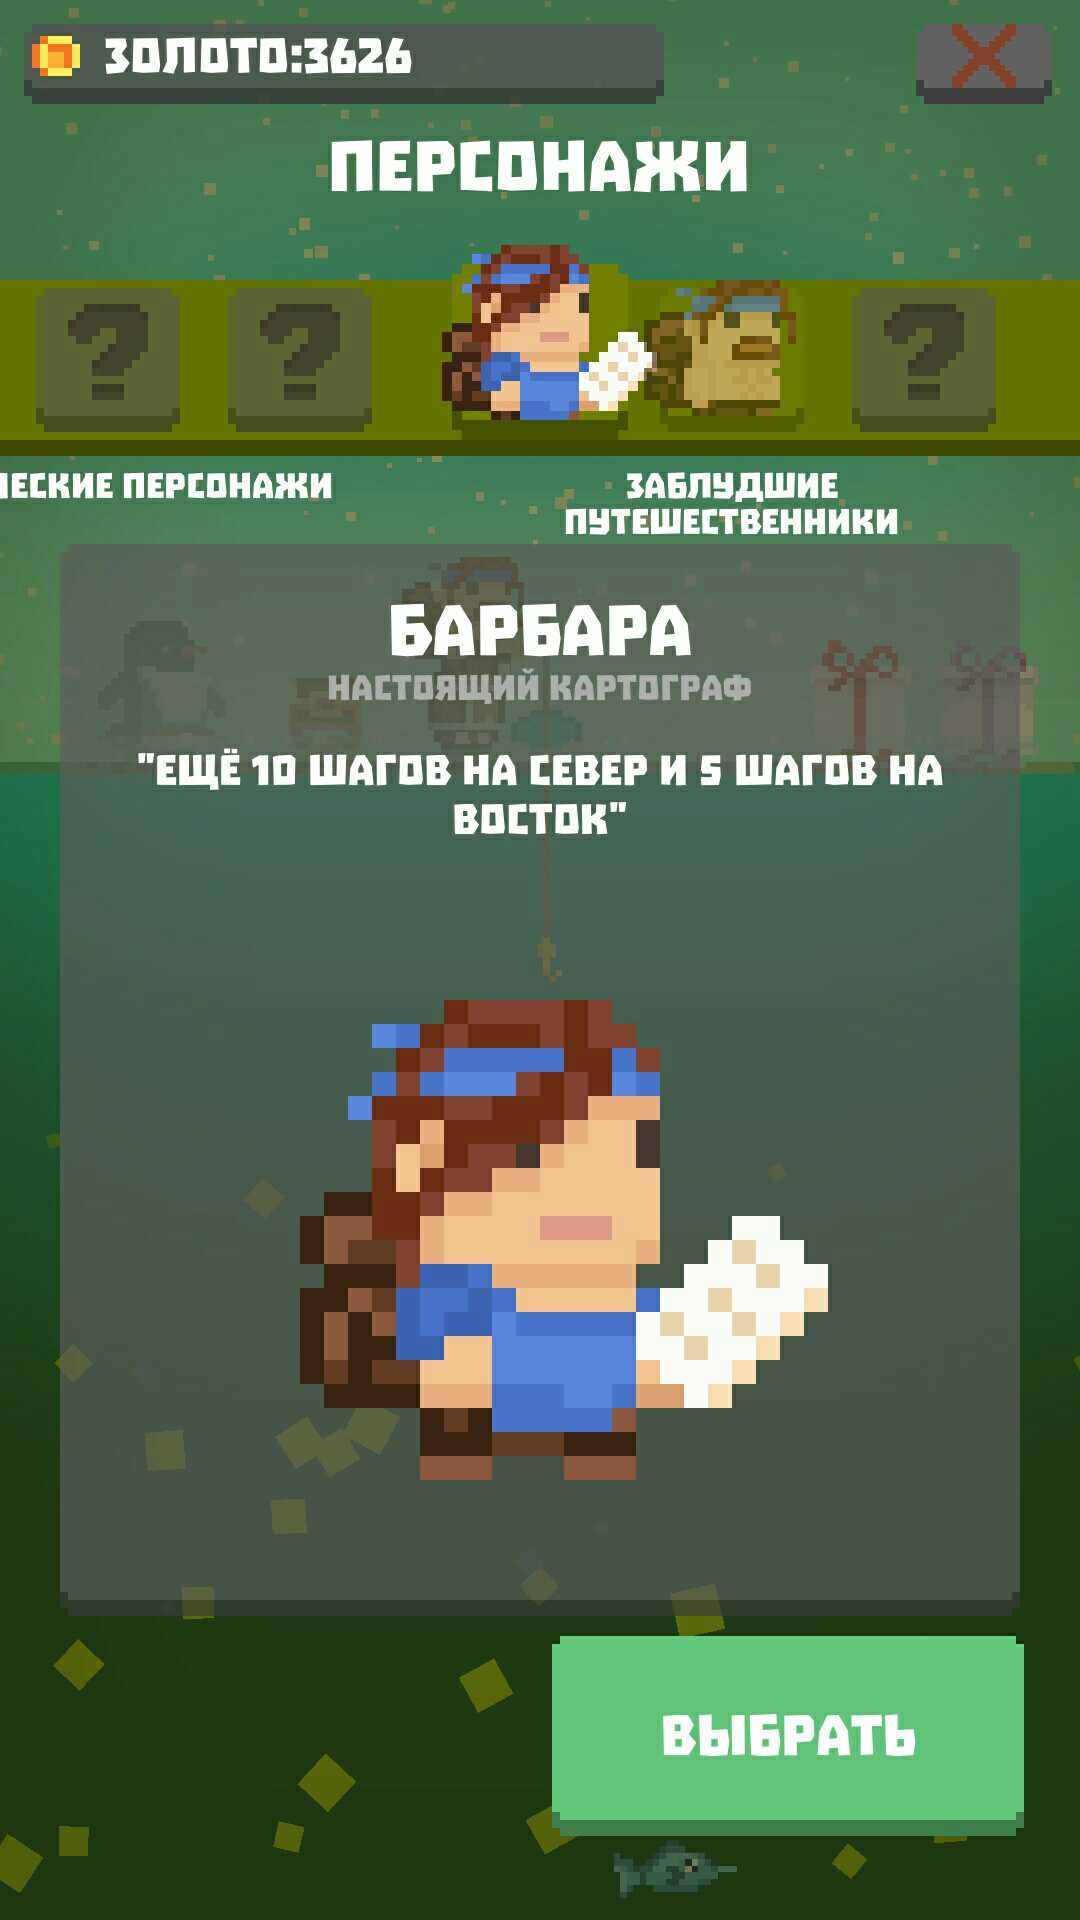 ЗОЛОТО:3626
ПЕРСОНАЖИ
? ? ?
ЧЕСКИЕ ПЕРСОНАЖИ
ЗАБЛУДШИЕ
ПУТЕШЕСТВЕННИКИ
БАРБАРА
НАСТОЯЩИЙ КАРТОГРАФ
"ЕЩЁ 10 ШАГОВ НА СЕВЕР И 5 ШАГОВ НА
ВОСТОК"
ВЫБРАТЬ